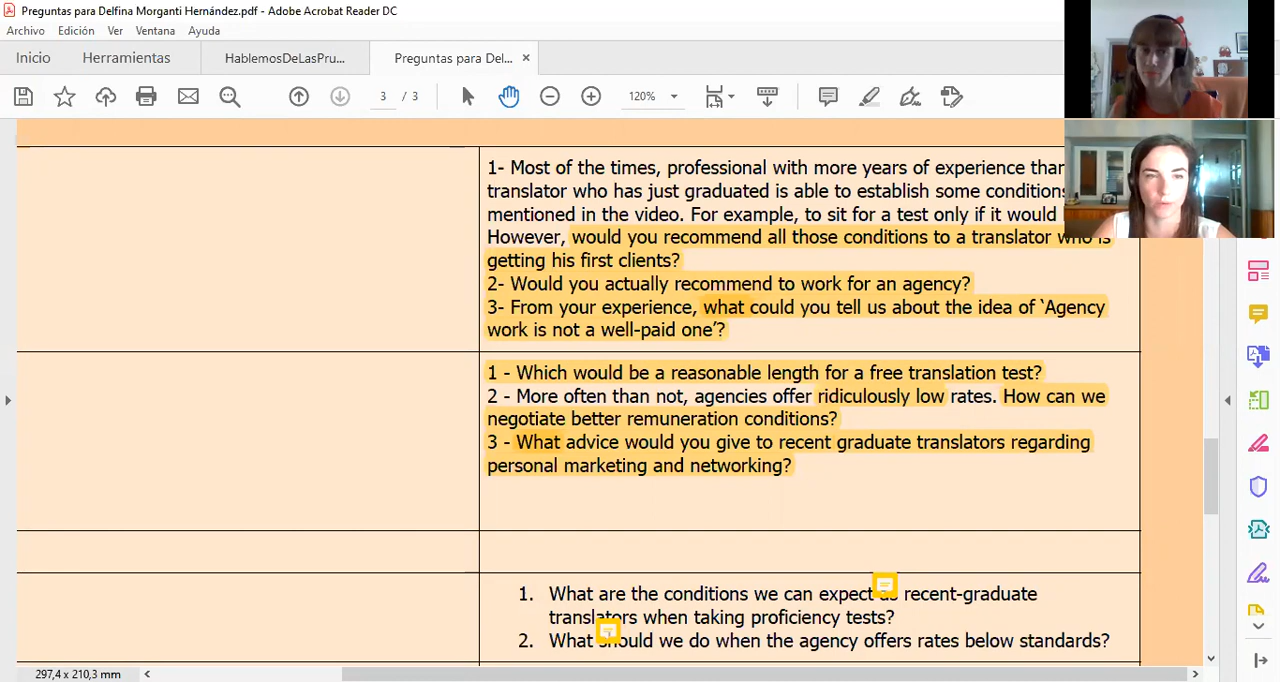 Preguntas para Delfina Morganti Hernández.pdf - Adobe Acrobat Reader DC
Archivo Edición Ver Ventana Ayuda
Inicio Herramientas HablemosDeLasPru... Preguntas para Del... ×
3 / 3 120%
1- Most of the times, professional with more years of experience than
translator who has just graduated is able to establish some conditions
mentioned in the video. For example, to sit for a test only if it would
However, would you recommend all those conditions to a translator who is
getting his first clients?
2- Would you actually recommend to work for an agency?
3- From your experience, what could you tell us about the idea of ‘Agency
work is not a well-paid one’?
1 - Which would be a reasonable length for a free translation test?
2 - More often than not, agencies offer ridiculously low rates. How can we
negotiate better remuneration conditions?
3 - What advice would you give to recent graduate translators regarding
personal marketing and networking?
1. What are the conditions we can expect as recent-graduate
translators when taking proficiency tests?
2. What should we do when the agency offers rates below standards?
297,4 x 210,3 mm